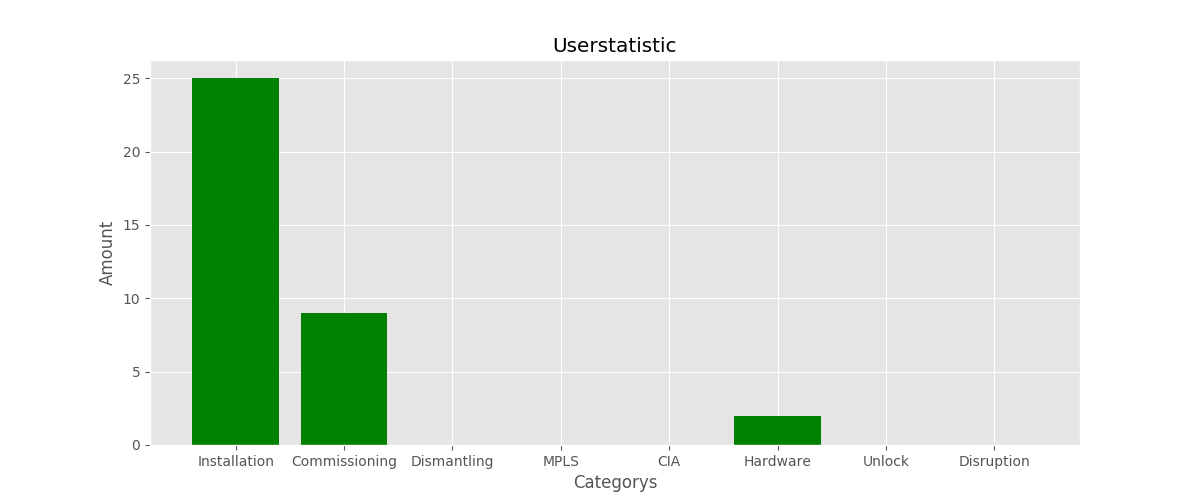 Userstatistic
25
20
15
10
5
0
Amount
Installation Commissioning Dismantling MPLS CIA Hardware Unlock Disruption
Categorys